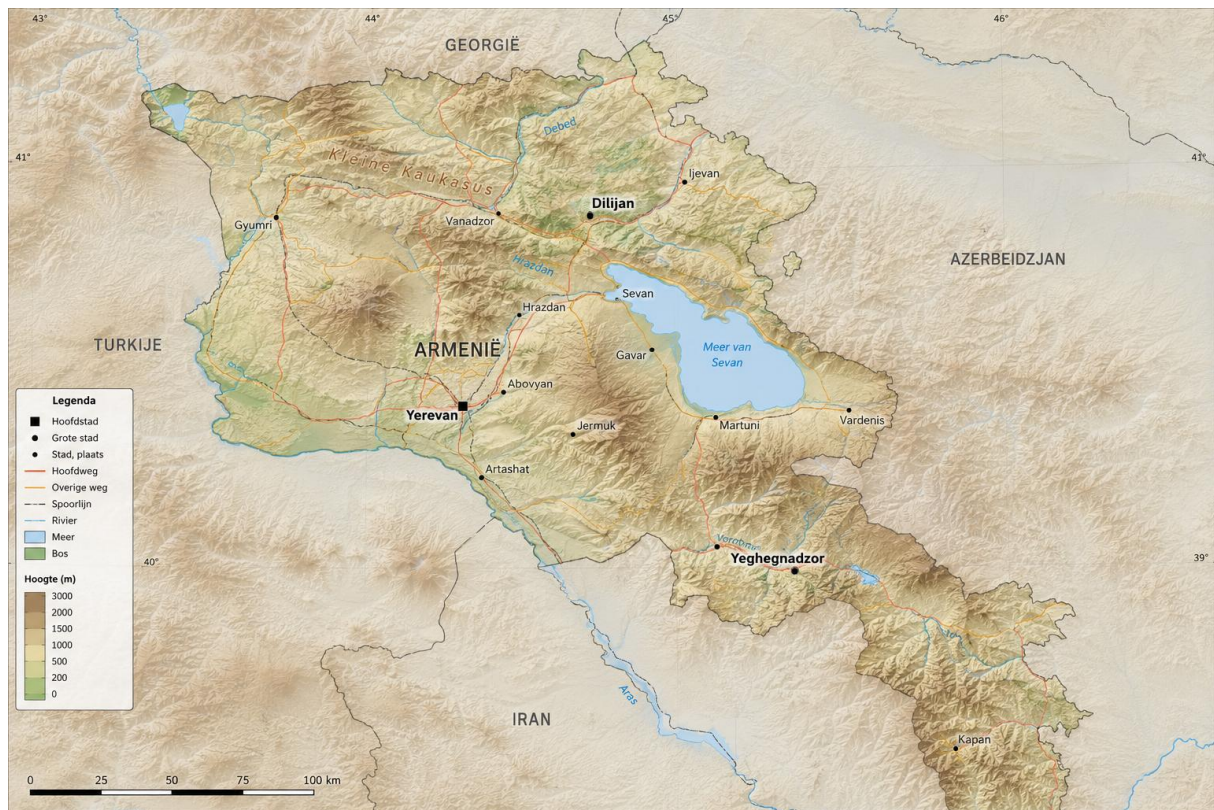 43°
44°
45°
46°
GEORGIË
Debed
41°
41°
Kleine Kaukasus
Ijevan
Dilijan
Gyumri
Vanadzor
AZERBEIDZJAN
Hrazdan
Sevan
Hrazdan
TURKIJE
ARMENIË
Meer van
Sevan
Gavar
Abovyan
Yerevan
Jermuk
Martuni
Vardenis
Artashat
Legenda
Hoofdstad
Grote stad
Stad, plaats
Hoofdweg
Overige weg
Spoorlijn
Rivier
Meer
Bos
Hoogte (m)
3000
2000
1500
1000
500
200
0
40°
39°
Yeghegnadzor
Aras
IRAN
Kapan
0
25
50
75
100 km